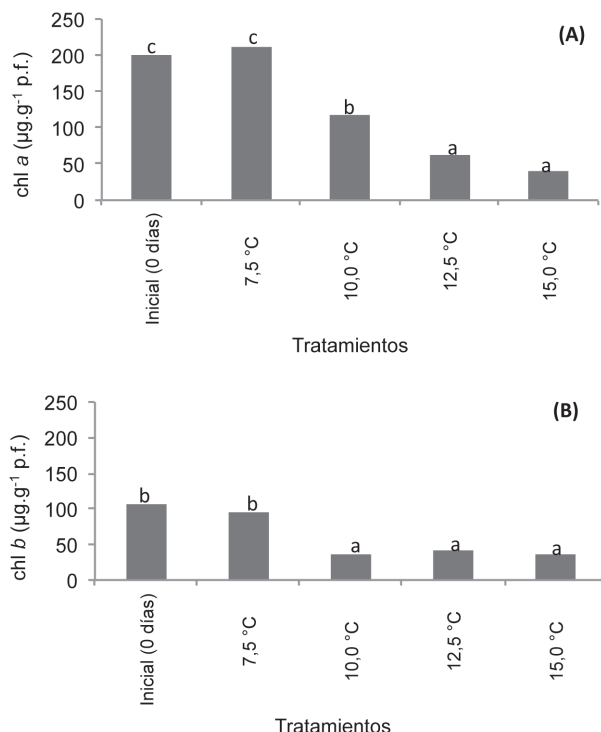 (A)
chl a (µg.g⁻¹ p.f.)
250
200
150
100
50
0
c
c
b
a
a
Inicial (0 días)
7,5 °C
10,0 °C
12,5 °C
15,0 °C
Tratamientos
(B)
chl b (µg.g⁻¹ p.f.)
250
200
150
100
50
0
b
b
a
a
a
Inicial (0 días)
7,5 °C
10,0 °C
12,5 °C
15,0 °C
Tratamientos